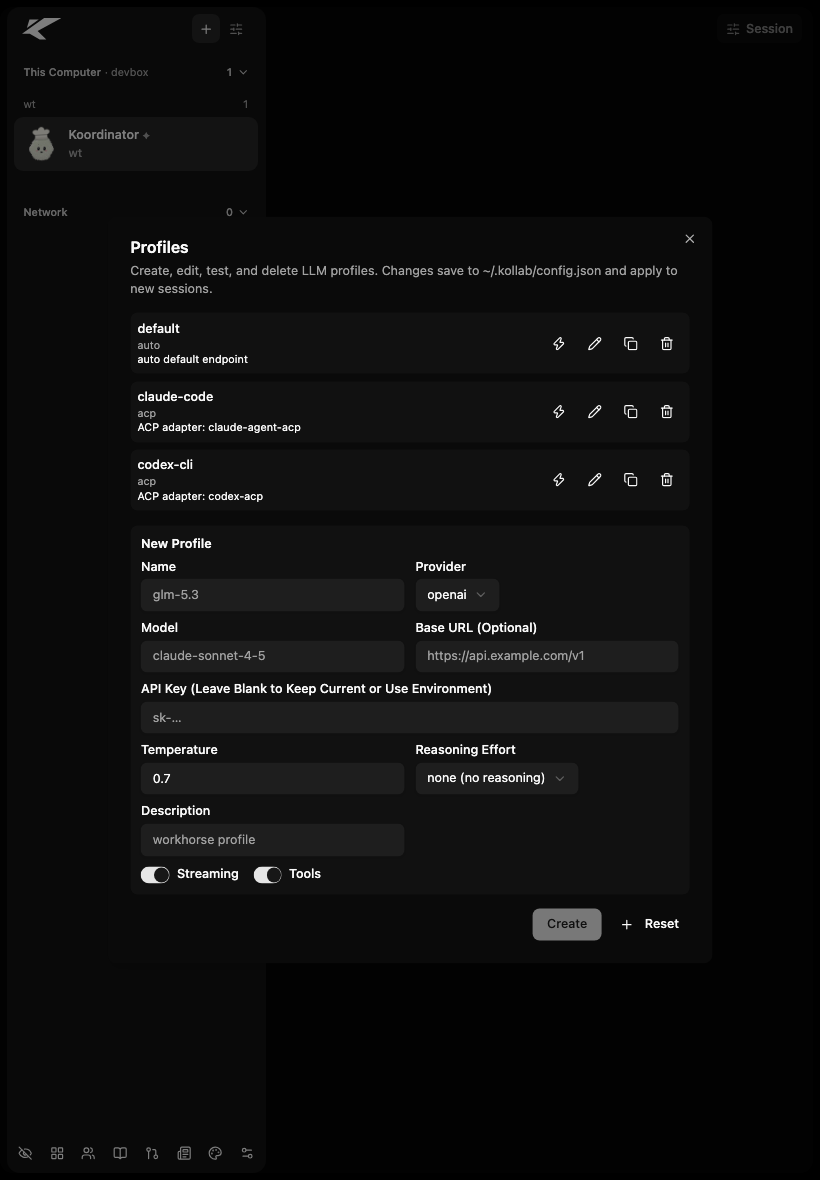 Session
This Computer · devbox 1
wt 1
Koordinator
wt
Network 0
Profiles
Create, edit, test, and delete LLM profiles. Changes save to ~/.kollab/config.json and apply to
new sessions.
default
auto
auto default endpoint
claude-code
acp
ACP adapter: claude-agent-acp
codex-cli
acp
ACP adapter: codex-acp
New Profile
Name Provider
glm-5.3 openai
Model Base URL (Optional)
claude-sonnet-4-5 https://api.example.com/v1
API Key (Leave Blank to Keep Current or Use Environment)
sk-...
Temperature Reasoning Effort
0.7 none (no reasoning)
Description
workhorse profile
Streaming Tools
Create + Reset